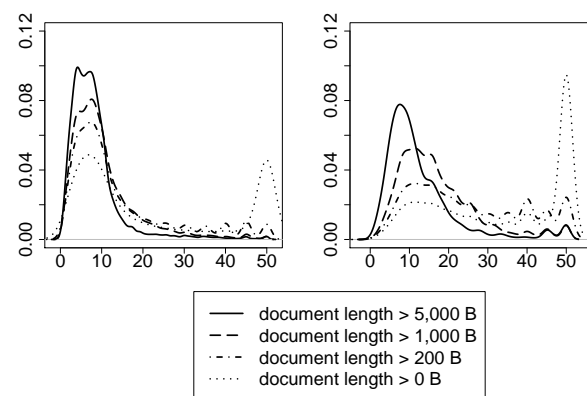 0.00 0.04 0.08 0.12
0 10 20 30 40 50
0.00 0.04 0.08 0.12
0 10 20 30 40 50
document length > 5,000 B
document length > 1,000 B
document length > 200 B
document length > 0 B